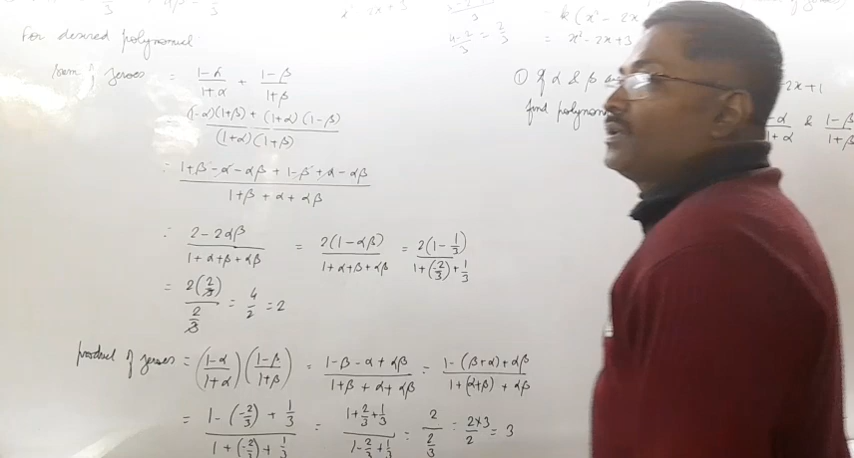 For desired polynomial.
Sum of zeroes = (1-α)/(1+α) + (1-β)/(1+β)
= ((1-α)(1+β) + (1+α)(1-β))/((1+α)(1+β))
= (1+β-α-αβ+1-β+α-αβ)/(1+β+α+αβ)
∴ (2-2αβ)/(1+α+β+αβ) = 2(1-αβ)/(1+α+β+αβ) = 2(1-1/3)/(1+(-2/3)+1/3)
= 2(2/3)/(2/3) = 4/2 = 2
product of zeroes = ((1-α)/(1+α))((1-β)/(1+β)) = (1-β-α+αβ)/(1+β+α+αβ) = (1-(β+α)+αβ)/(1+(α+β)+αβ)
= (1-(-2/3)+1/3)/(1+(-2/3)+1/3) = (1+2/3+1/3)/(1-2/3+1/3) = 2/(2/3) = (2×3)/2 = 3
= 2/3
= k(x²-2x
= x²-2x+3
① If α & β
2x+1
find polynom
-α/+α & (1-β)/(1+β)